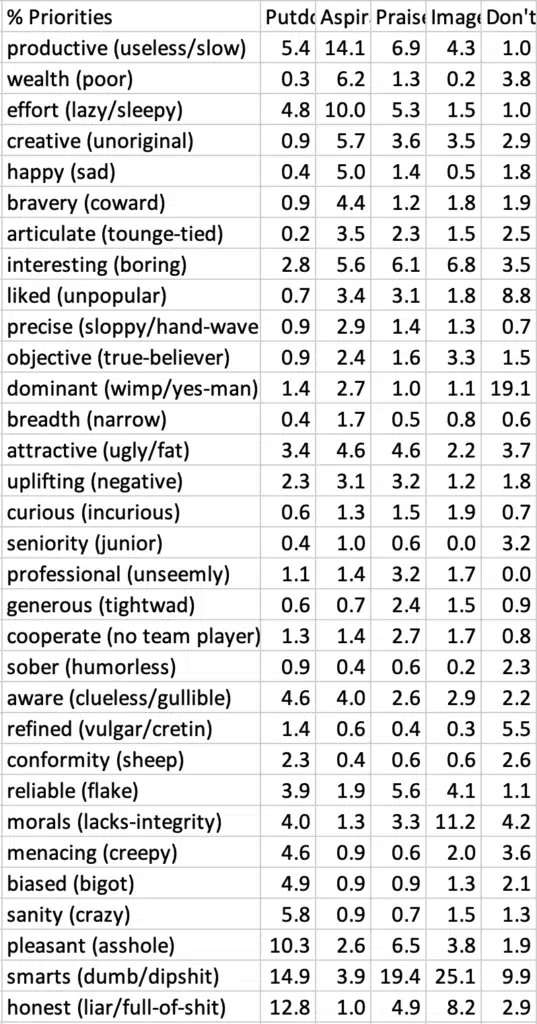 % Priorities Putdo Aspir Praise Image Don't
productive (useless/slow) 5.4 14.1 6.9 4.3 1.0
wealth (poor) 0.3 6.2 1.3 0.2 3.8
effort (lazy/sleepy) 4.8 10.0 5.3 1.5 1.0
creative (unoriginal) 0.9 5.7 3.6 3.5 2.9
happy (sad) 0.4 5.0 1.4 0.5 1.8
bravery (coward) 0.9 4.4 1.2 1.8 1.9
articulate (tounge-tied) 0.2 3.5 2.3 1.5 2.5
interesting (boring) 2.8 5.6 6.1 6.8 3.5
liked (unpopular) 0.7 3.4 3.1 1.8 8.8
precise (sloppy/hand-wave 0.9 2.9 1.4 1.3 0.7
objective (true-believer) 0.9 2.4 1.6 3.3 1.5
dominant (wimp/yes-man) 1.4 2.7 1.0 1.1 19.1
breadth (narrow) 0.4 1.7 0.5 0.8 0.6
attractive (ugly/fat) 3.4 4.6 4.6 2.2 3.7
uplifting (negative) 2.3 3.1 3.2 1.2 1.8
curious (incurious) 0.6 1.3 1.5 1.9 0.7
seniority (junior) 0.4 1.0 0.6 0.0 3.2
professional (unseemly) 1.1 1.4 3.2 1.7 0.0
generous (tightwad) 0.6 0.7 2.4 1.5 0.9
cooperate (no team player) 1.3 1.4 2.7 1.7 0.8
sober (humorless) 0.9 0.4 0.6 0.2 2.3
aware (clueless/gullible) 4.6 4.0 2.6 2.9 2.2
refined (vulgar/cretin) 1.4 0.6 0.4 0.3 5.5
conformity (sheep) 2.3 0.4 0.6 0.6 2.6
reliable (flake) 3.9 1.9 5.6 4.1 1.1
morals (lacks-integrity) 4.0 1.3 3.3 11.2 4.2
menacing (creepy) 4.6 0.9 0.6 2.0 3.6
biased (bigot) 4.9 0.9 0.9 1.3 2.1
sanity (crazy) 5.8 0.9 0.7 1.5 1.3
pleasant (asshole) 10.3 2.6 6.5 3.8 1.9
smarts (dumb/dipshit) 14.9 3.9 19.4 25.1 9.9
honest (liar/full-of-shit) 12.8 1.0 4.9 8.2 2.9